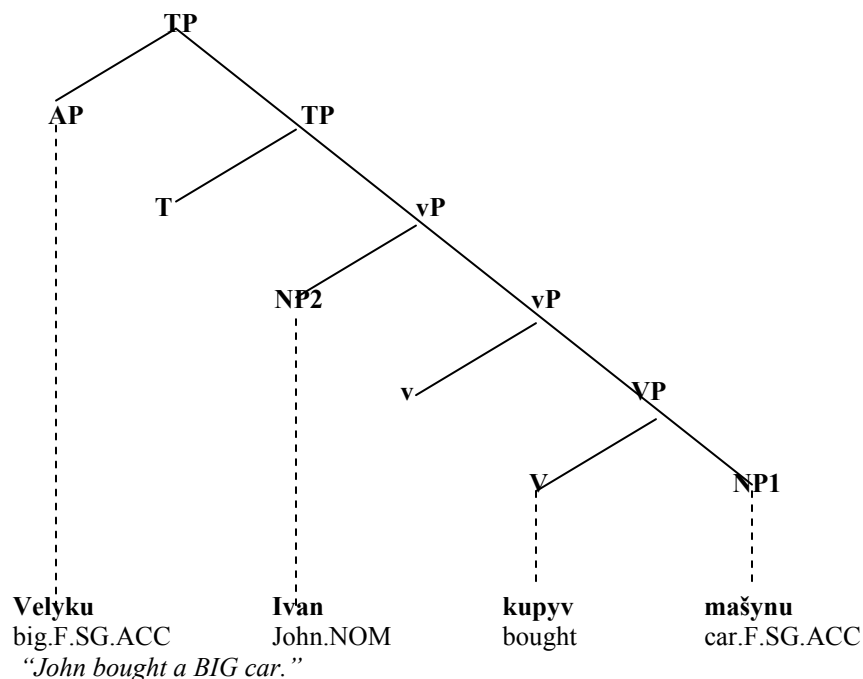 TP
AP TP
T vP
NP2 vP
v VP
V NP1
Velyku Ivan kupyv mašynu
big.F.SG.ACC John.NOM bought car.F.SG.ACC
“John bought a BIG car.”